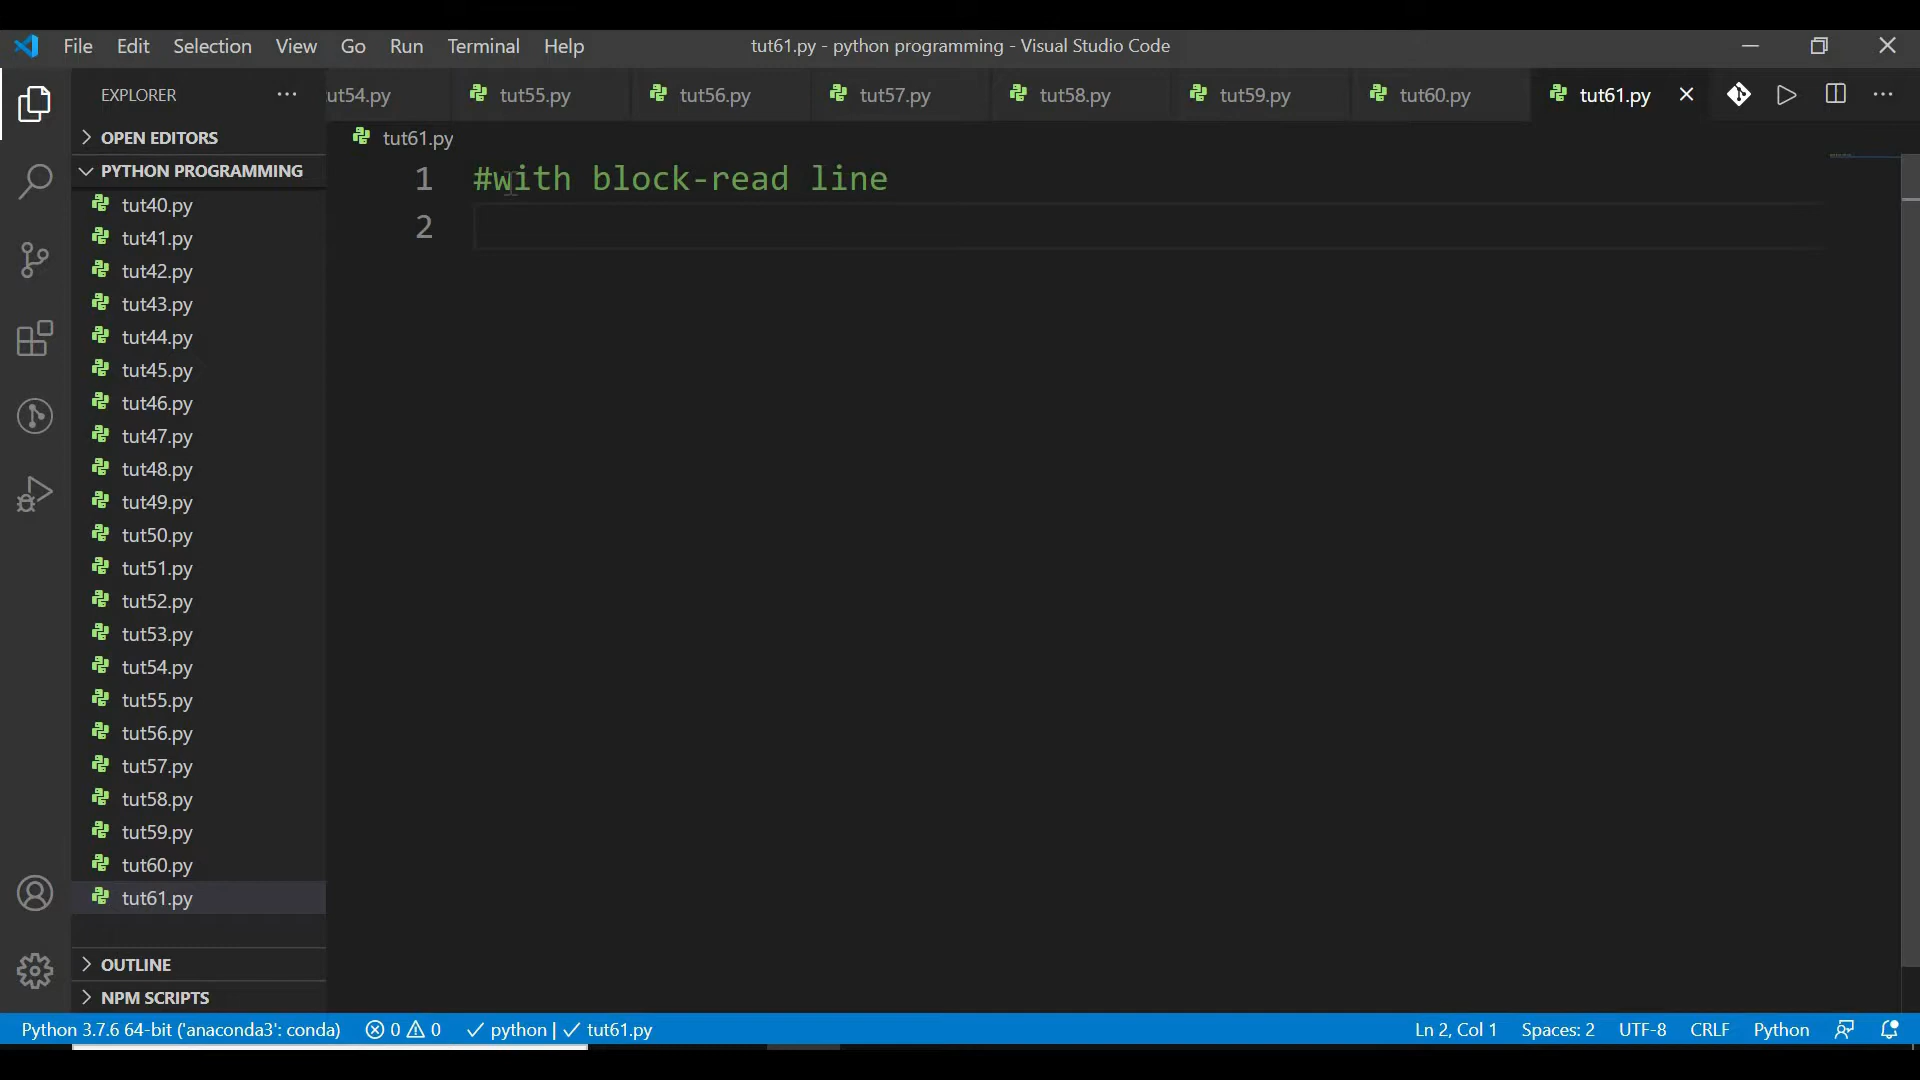 File Edit Selection View Go Run Terminal Help
tut61.py - python programming - Visual Studio Code
EXPLORER
ut54.py
tut55.py
tut56.py
tut57.py
tut58.py
tut59.py
tut60.py
tut61.py
OPEN EDITORS
tut61.py
PYTHON PROGRAMMING
1 #with block-read line
2
tut40.py
tut41.py
tut42.py
tut43.py
tut44.py
tut45.py
tut46.py
tut47.py
tut48.py
tut49.py
tut50.py
tut51.py
tut52.py
tut53.py
tut54.py
tut55.py
tut56.py
tut57.py
tut58.py
tut59.py
tut60.py
tut61.py
OUTLINE
NPM SCRIPTS
Python 3.7.6 64-bit ('anaconda3': conda) 0 0 python | tut61.py Ln 2, Col 1 Spaces: 2 UTF-8 CRLF Python